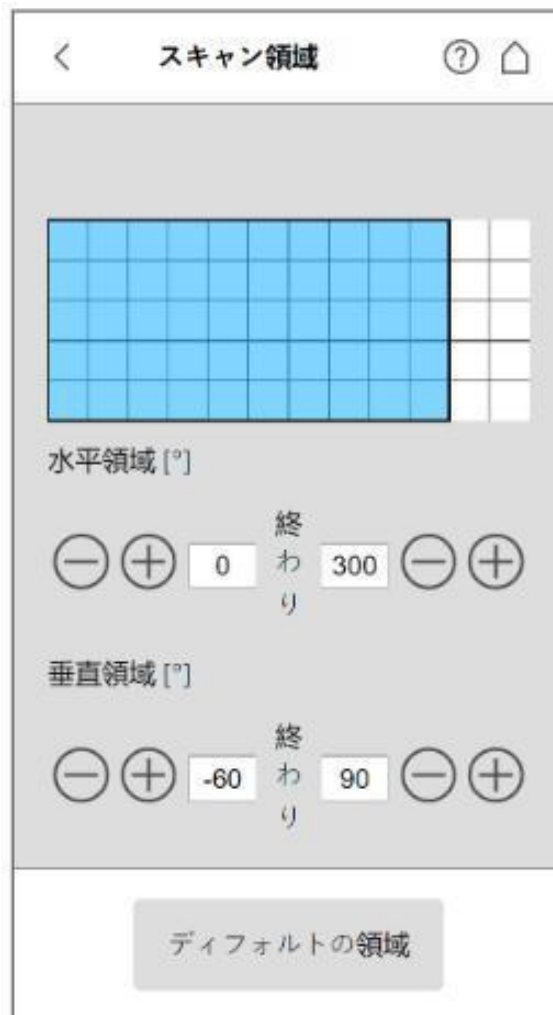 スキャン領域 ?
水平領域 [°]
0 終わり 300
垂直領域 [°]
-60 終わり 90
ディフォルトの領域